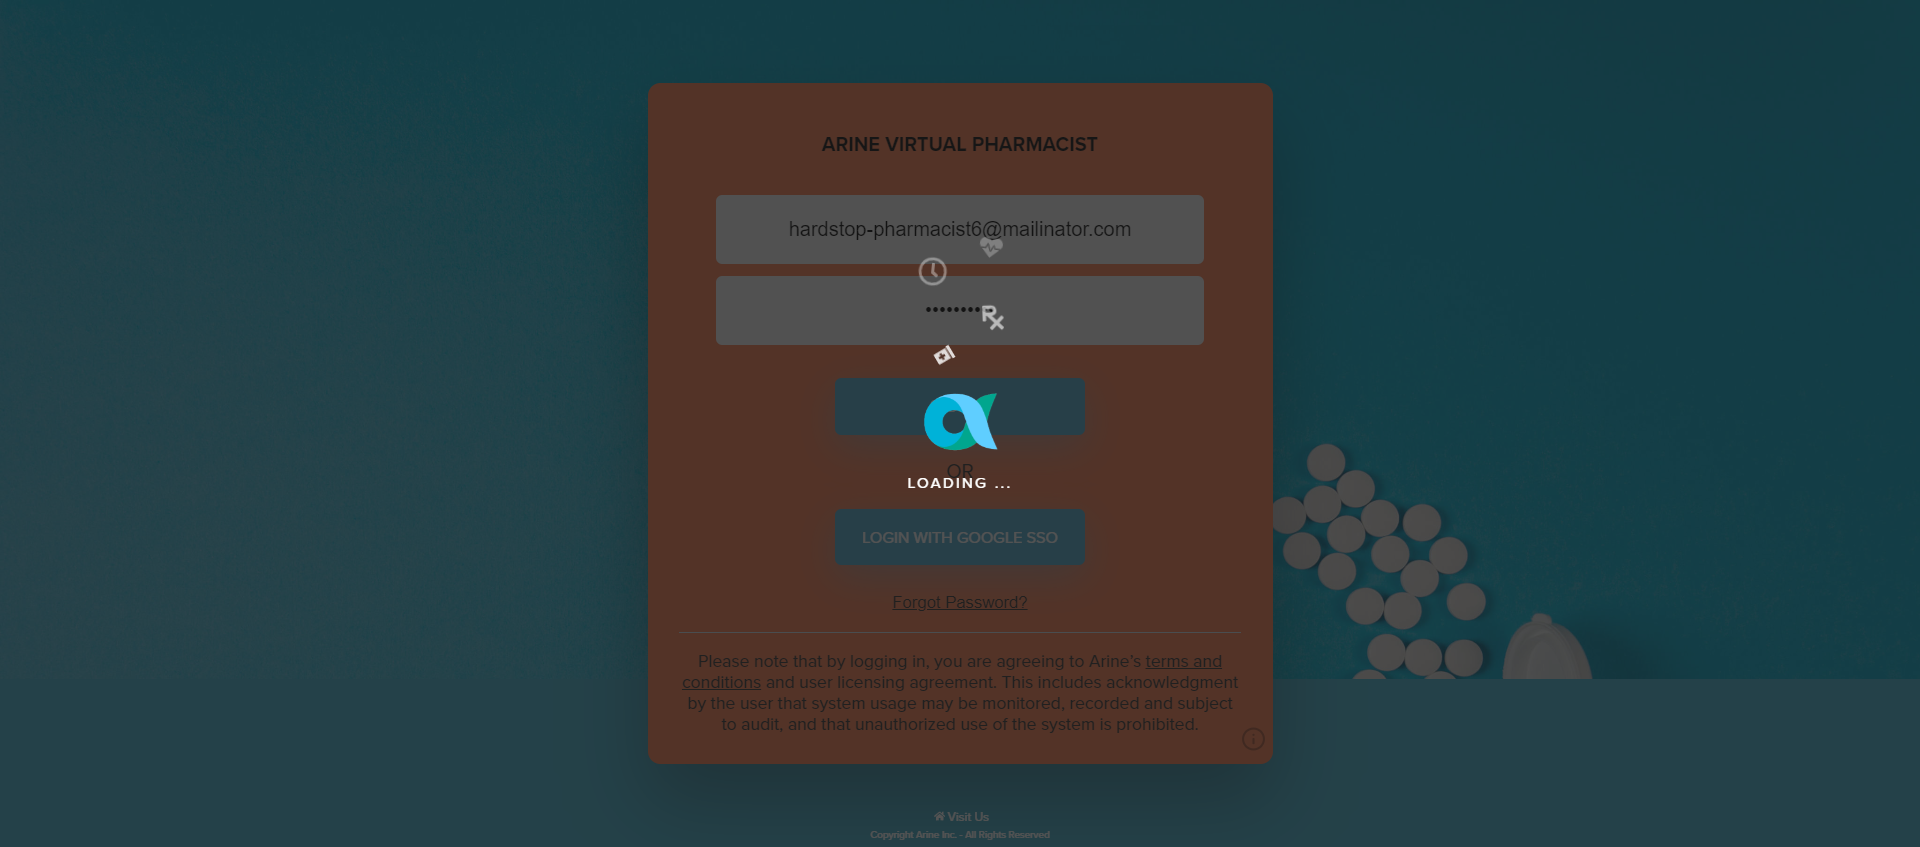 ARINE VIRTUAL PHARMACIST
hardstop-pharmacist6@mailinator.com
OR
LOADING ...
LOGIN WITH GOOGLE SSO
Forgot Password?
Please note that by logging in, you are agreeing to Arine's terms and
conditions and user licensing agreement. This includes acknowledgment
by the user that system usage may be monitored, recorded and subject
to audit, and that unauthorized use of the system is prohibited.
Visit Us
Copyright Arine Inc. - All Rights Reserved